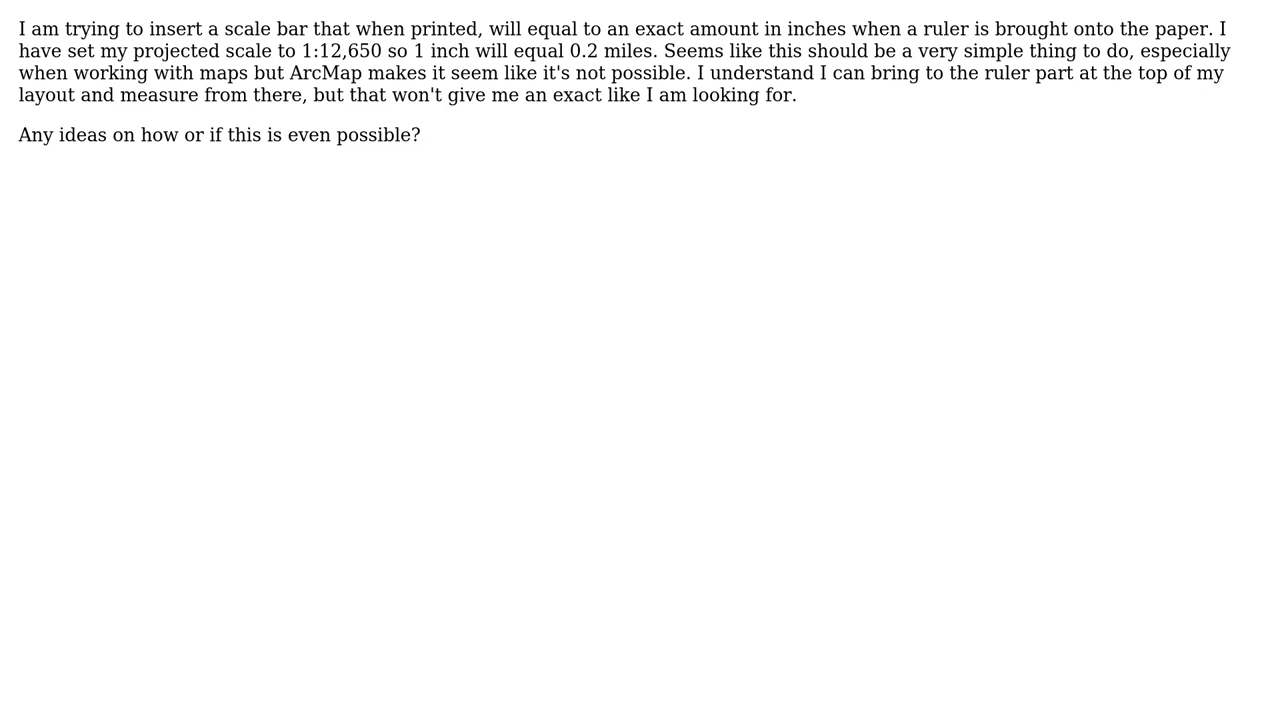 I am trying to insert a scale bar that when printed, will equal to an exact amount in inches when a ruler is brought onto the paper. I
have set my projected scale to 1:12,650 so 1 inch will equal 0.2 miles. Seems like this should be a very simple thing to do, especially
when working with maps but ArcMap makes it seem like it's not possible. I understand I can bring to the ruler part at the top of my
layout and measure from there, but that won't give me an exact like I am looking for.
Any ideas on how or if this is even possible?